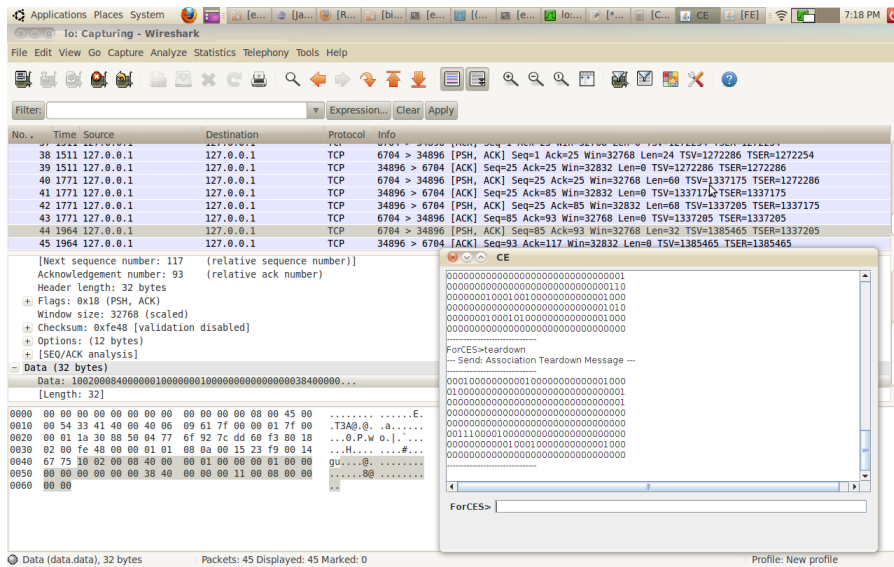 Applications Places System [e... [Ja... [R... [bi... [e... [(... [e... lo:... [*... [C... CE [FE] 7:18 PM
lo: Capturing - Wireshark
File Edit View Go Capture Analyze Statistics Telephony Tools Help
Filter: Expression... Clear Apply
No. . Time Source Destination Protocol Info
38 1511 127.0.0.1 127.0.0.1 TCP 6704 > 34896 [PSH, ACK] Seq=1 Ack=25 Win=32768 Len=24 TSV=1272286 TSER=1272254
39 1511 127.0.0.1 127.0.0.1 TCP 34896 > 6704 [ACK] Seq=25 Ack=25 Win=32832 Len=0 TSV=1272286 TSER=1272286
40 1771 127.0.0.1 127.0.0.1 TCP 6704 > 34896 [PSH, ACK] Seq=25 Ack=25 Win=32768 Len=60 TSV=1337175 TSER=1272286
41 1771 127.0.0.1 127.0.0.1 TCP 34896 > 6704 [ACK] Seq=25 Ack=85 Win=32832 Len=0 TSV=1337175 TSER=1337175
42 1771 127.0.0.1 127.0.0.1 TCP 34896 > 6704 [PSH, ACK] Seq=25 Ack=85 Win=32832 Len=68 TSV=1337205 TSER=1337175
43 1771 127.0.0.1 127.0.0.1 TCP 6704 > 34896 [ACK] Seq=85 Ack=93 Win=32768 Len=0 TSV=1337205 TSER=1337205
44 1964 127.0.0.1 127.0.0.1 TCP 6704 > 34896 [PSH, ACK] Seq=85 Ack=93 Win=32768 Len=32 TSV=1385465 TSER=1337205
45 1964 127.0.0.1 127.0.0.1 TCP 34896 > 6704 [ACK] Seq=93 Ack=117 Win=32832 Len=0 TSV=1385465 TSER=1385465
[Next sequence number: 117 (relative sequence number)]
Acknowledgement number: 93 (relative ack number)
Header length: 32 bytes
Flags: 0x18 (PSH, ACK)
Window size: 32768 (scaled)
Checksum: 0xfe48 [validation disabled]
Options: (12 bytes)
[SEQ/ACK analysis]
Data (32 bytes)
Data: 100200084000000100000001000000000000000038400000...
[Length: 32]
0000 00 00 00 00 00 00 00 00 00 00 00 00 08 00 45 00 ........ ......E.
0010 00 54 33 41 40 00 40 06 09 61 7f 00 00 01 7f 00 .T3A@.@. .a......
0020 00 01 1a 30 88 50 04 77 6f 92 7c dd 60 f3 80 18 ...0.P.w o.|.`...
0030 02 00 fe 48 00 00 01 01 08 0a 00 15 23 f9 00 14 ...H.... ....#...
0040 67 75 10 02 00 08 40 00 00 01 00 00 00 01 00 00 gu....@. ........
0050 00 00 00 00 00 00 38 40 00 00 00 11 00 08 00 00 ......8@ ........
0060 00 00 ..
CE
00000000000000000000000000000001
00000000000000000000000000000110
00000001000100100000000000001000
00000000000000000000000000001010
00000001000101000000000000001000
00000000000000000000000000000000
--------------------------------
ForCES>teardown
--- Send: Association Teardown Message ---
--------------------------------
00010000000000100000000000001000
01000000000000000000000000000001
00000000000000000000000000000001
00000000000000000000000000000000
00000000000000000000000000000000
00111000010000000000000000000000
00000000000100010000000000001000
00000000000000000000000000000000
--------------------------------
ForCES>
Data (data.data), 32 bytes Packets: 45 Displayed: 45 Marked: 0 Profile: New profile